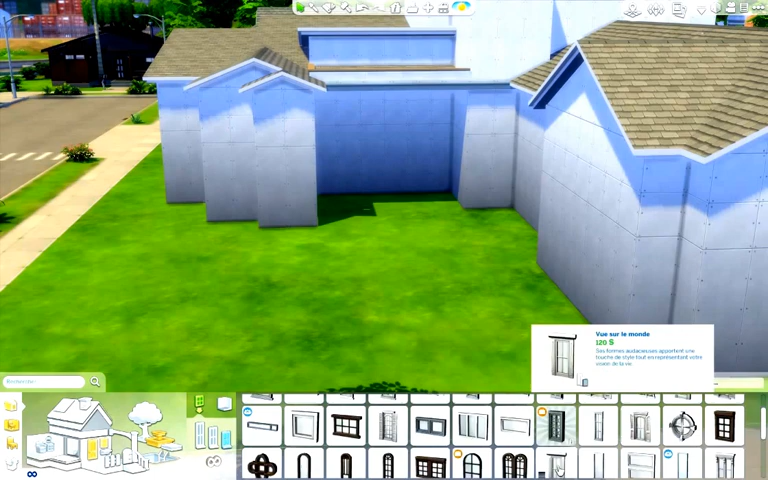 Vue sur le monde
120 $
Ses formes audacieuses apportent une
touche de style tout en représentant votre
vision de la vie.
Recherche